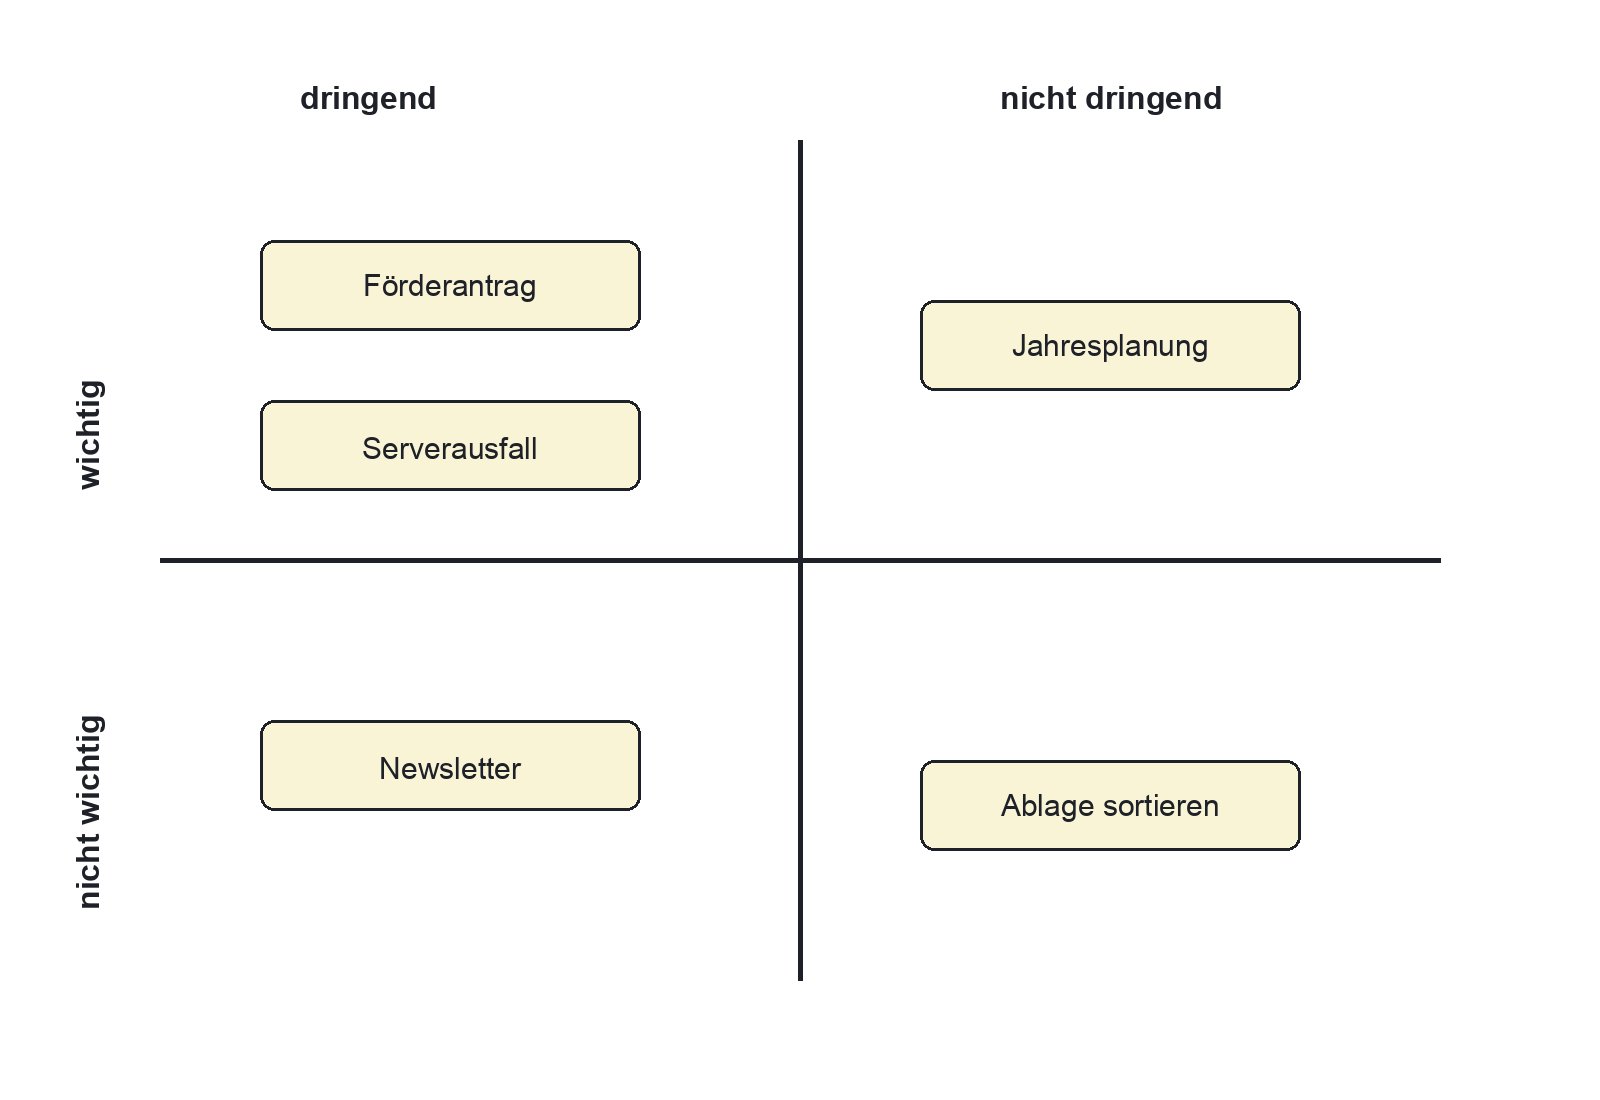 dringend
nicht dringend
wichtig
Förderantrag
Jahresplanung
Serverausfall
nicht wichtig
Newsletter
Ablage sortieren